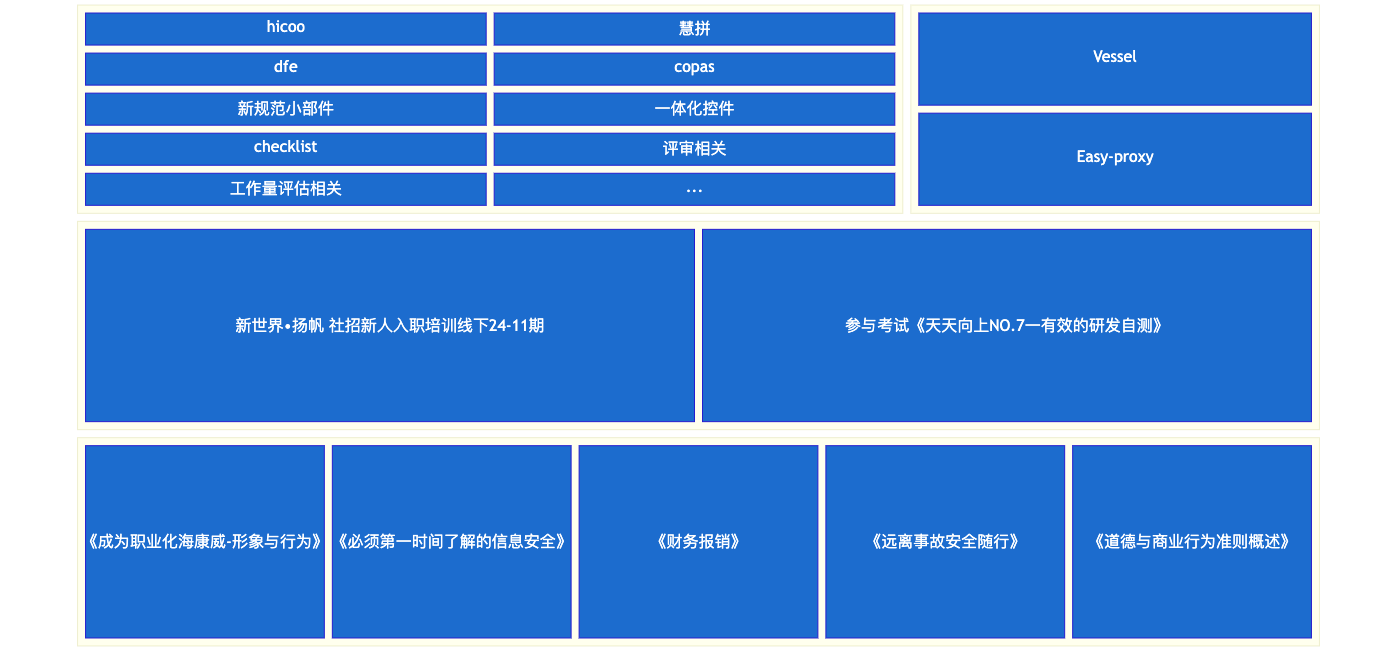 hicoo
慧拼
dfe
copas
新规范小部件
一体化控件
checklist
评审相关
工作量评估相关
...
Vessel
Easy-proxy
新世界•扬帆 社招新人入职培训线下24-11期
参与考试《天天向上NO.7—有效的研发自测》
《成为职业化海康威-形象与行为》
《必须第一时间了解的信息安全》
《财务报销》
《远离事故安全随行》
《道德与商业行为准则概述》